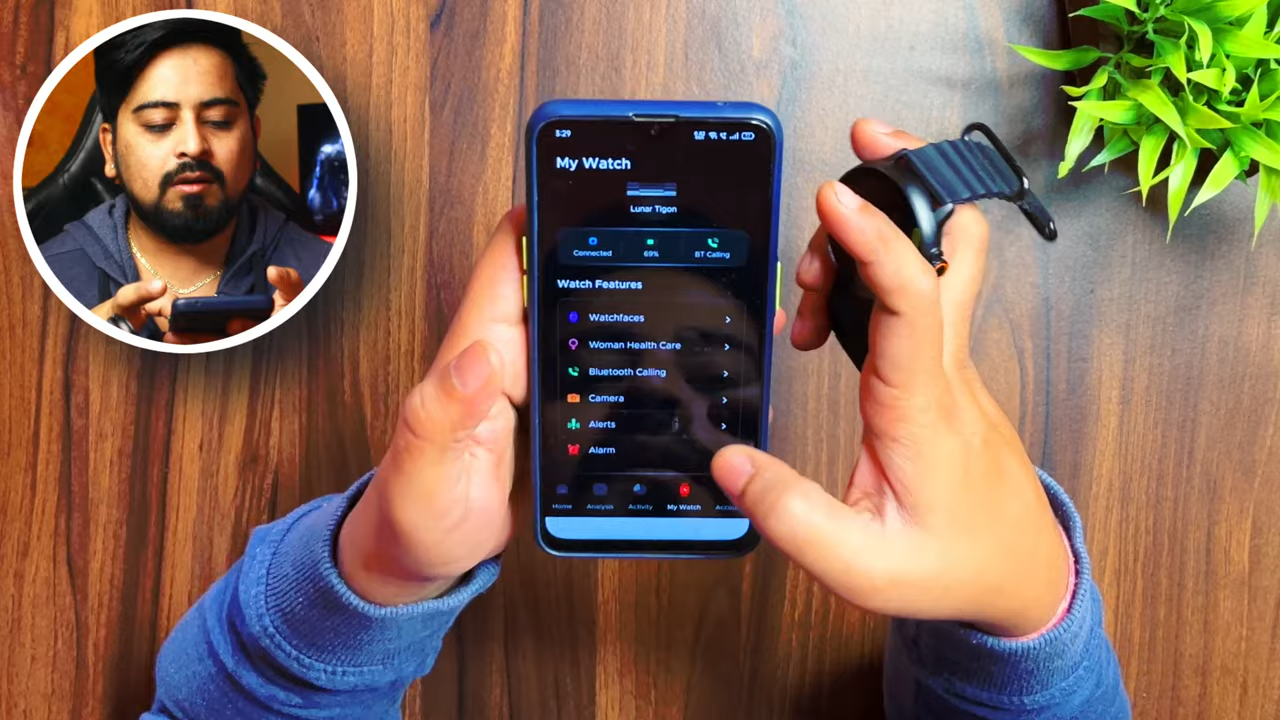 5:29
My Watch
Lunar Tigon
Connected
69%
BT Calling
Watch Features
Watchfaces
Woman Health Care
Bluetooth Calling
Camera
Alerts
Alarm
Home
Analysis
Activity
My Watch